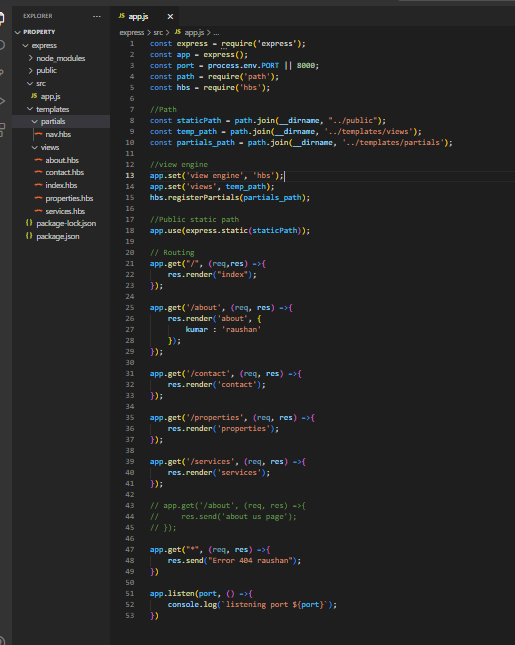 EXPLORER
...
PROPERTY
express
node_modules
public
src
JS app.js
templates
partials
nav.hbs
views
about.hbs
contact.hbs
index.hbs
properties.hbs
services.hbs
{} package-lock.json
{} package.json
JS app.js ×
express > src > JS app.js > ...
1 const express = require('express');
2 const app = express();
3 const port = process.env.PORT || 8000;
4 const path = require('path');
5 const hbs = require('hbs');
6
7 //Path
8 const staticPath = path.join(__dirname, "../public");
9 const temp_path = path.join(__dirname, '../templates/views');
10 const partials_path = path.join(__dirname, '../templates/partials');
11
12 //view engine
13 app.set('view engine', 'hbs');
14 app.set('views', temp_path);
15 hbs.registerPartials(partials_path);
16
17 //Public static path
18 app.use(express.static(staticPath));
19
20 // Routing
21 app.get("/", (req,res) =>{
22 res.render("index");
23 });
24
25 app.get('/about', (req, res) =>{
26 res.render('about', {
27 kumar : 'raushan'
28 });
29 });
30
31 app.get('/contact', (req, res) =>{
32 res.render('contact');
33 });
34
35 app.get('/properties', (req, res) =>{
36 res.render('properties');
37 });
38
39 app.get('/services', (req, res) =>{
40 res.render('services');
41 });
42
43 // app.get('/about', (req, res) =>{
44 // res.send('about us page');
45 // });
46
47 app.get("*", (req, res) =>{
48 res.send("Error 404 raushan");
49 })
50
51 app.listen(port, () =>{
52 console.log(`listening port ${port}`);
53 })